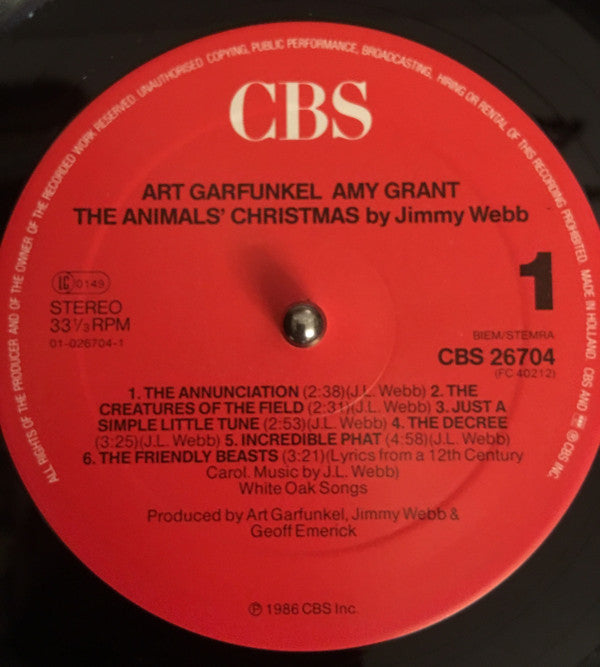 ALL RIGHTS OF THE PRODUCER AND OF THE OWNER OF THE RECORDED WORK RESERVED. UNAUTHORISED COPYING, PUBLIC PERFORMANCE, BROADCASTING, HIRING OR RENTAL OF THIS RECORDING PROHIBITED. MADE IN HOLLAND. CBS AND ℗ CBS INC.
CBS
ART GARFUNKEL AMY GRANT
THE ANIMALS' CHRISTMAS by Jimmy Webb
LC 0149
STEREO
33⅓ RPM
01-026704-1
1
BIEM/STEMRA
CBS 26704
(FC 40212)
1. THE ANNUNCIATION (2:38)(J.L. Webb) 2. THE
CREATURES OF THE FIELD (2:31)(J.L. Webb) 3. JUST A
SIMPLE LITTLE TUNE (2:53)(J.L. Webb) 4. THE DECREE
(3:25)(J.L. Webb) 5. INCREDIBLE PHAT (4:58)(J.L. Webb)
6. THE FRIENDLY BEASTS (3:21)(Lyrics from a 12th Century
Carol. Music by J.L. Webb)
White Oak Songs
Produced by Art Garfunkel, Jimmy Webb &
Geoff Emerick
℗ 1986 CBS Inc.